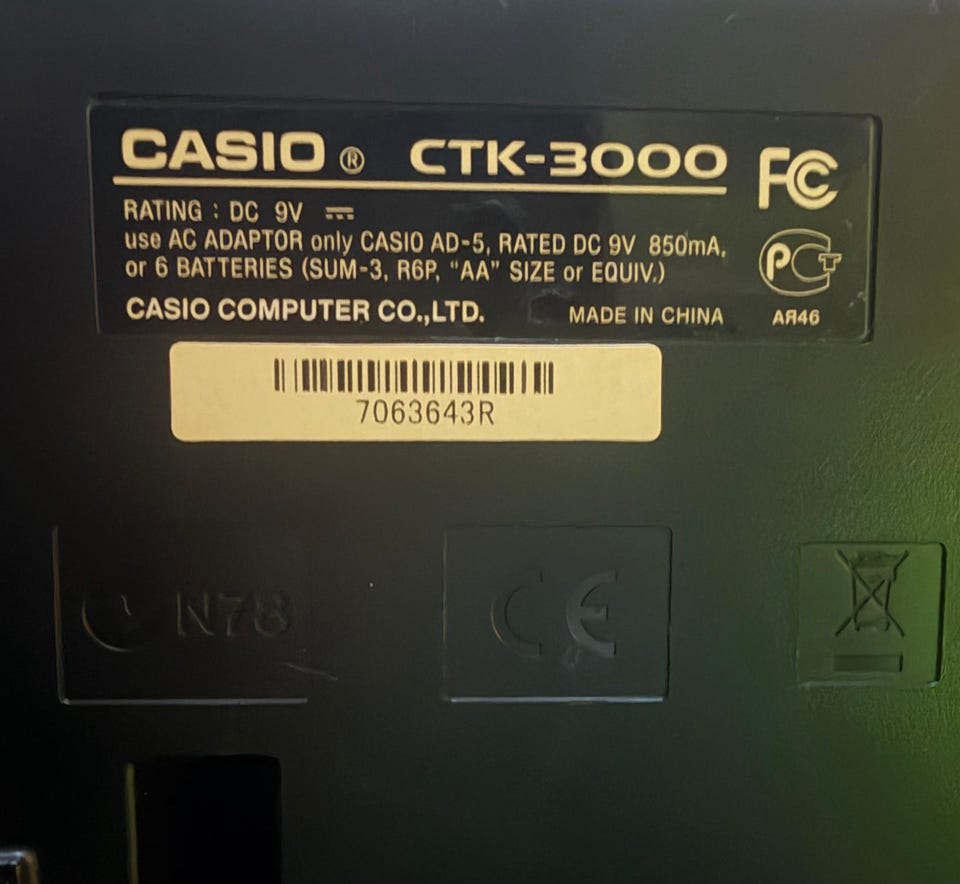 CASIO ® CTK-3000
FC
RATING : DC 9V
use AC ADAPTOR only CASIO AD-5, RATED DC 9V 850mA,
or 6 BATTERIES (SUM-3, R6P, “AA” SIZE or EQUIV.)
CASIO COMPUTER CO.,LTD. MADE IN CHINA
РСТ
АЯ46
7063643R
N78
CE